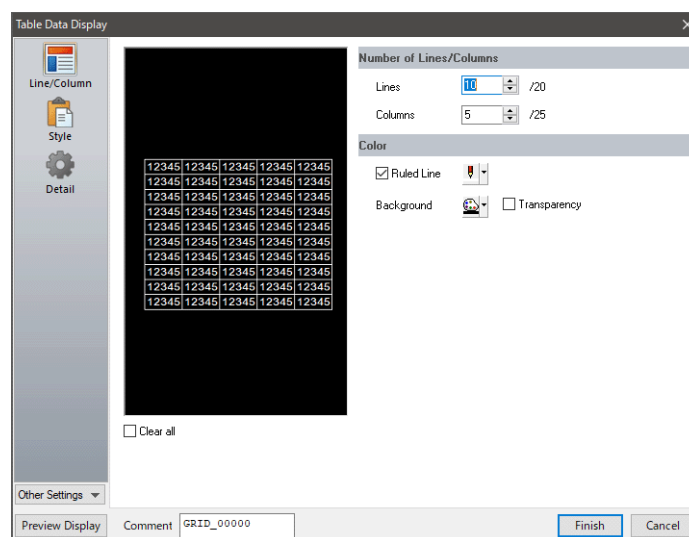 Table Data Display
Line/Column
Style
Detail
Other Settings
Preview Display
12345 12345 12345 12345 12345
12345 12345 12345 12345 12345
12345 12345 12345 12345 12345
12345 12345 12345 12345 12345
12345 12345 12345 12345 12345
12345 12345 12345 12345 12345
12345 12345 12345 12345 12345
12345 12345 12345 12345 12345
12345 12345 12345 12345 12345
12345 12345 12345 12345 12345
Clear all
Number of Lines/Columns
Lines 10 /20
Columns 5 /25
Color
Ruled Line
Background Transparency
Comment GRID_00000
Finish Cancel